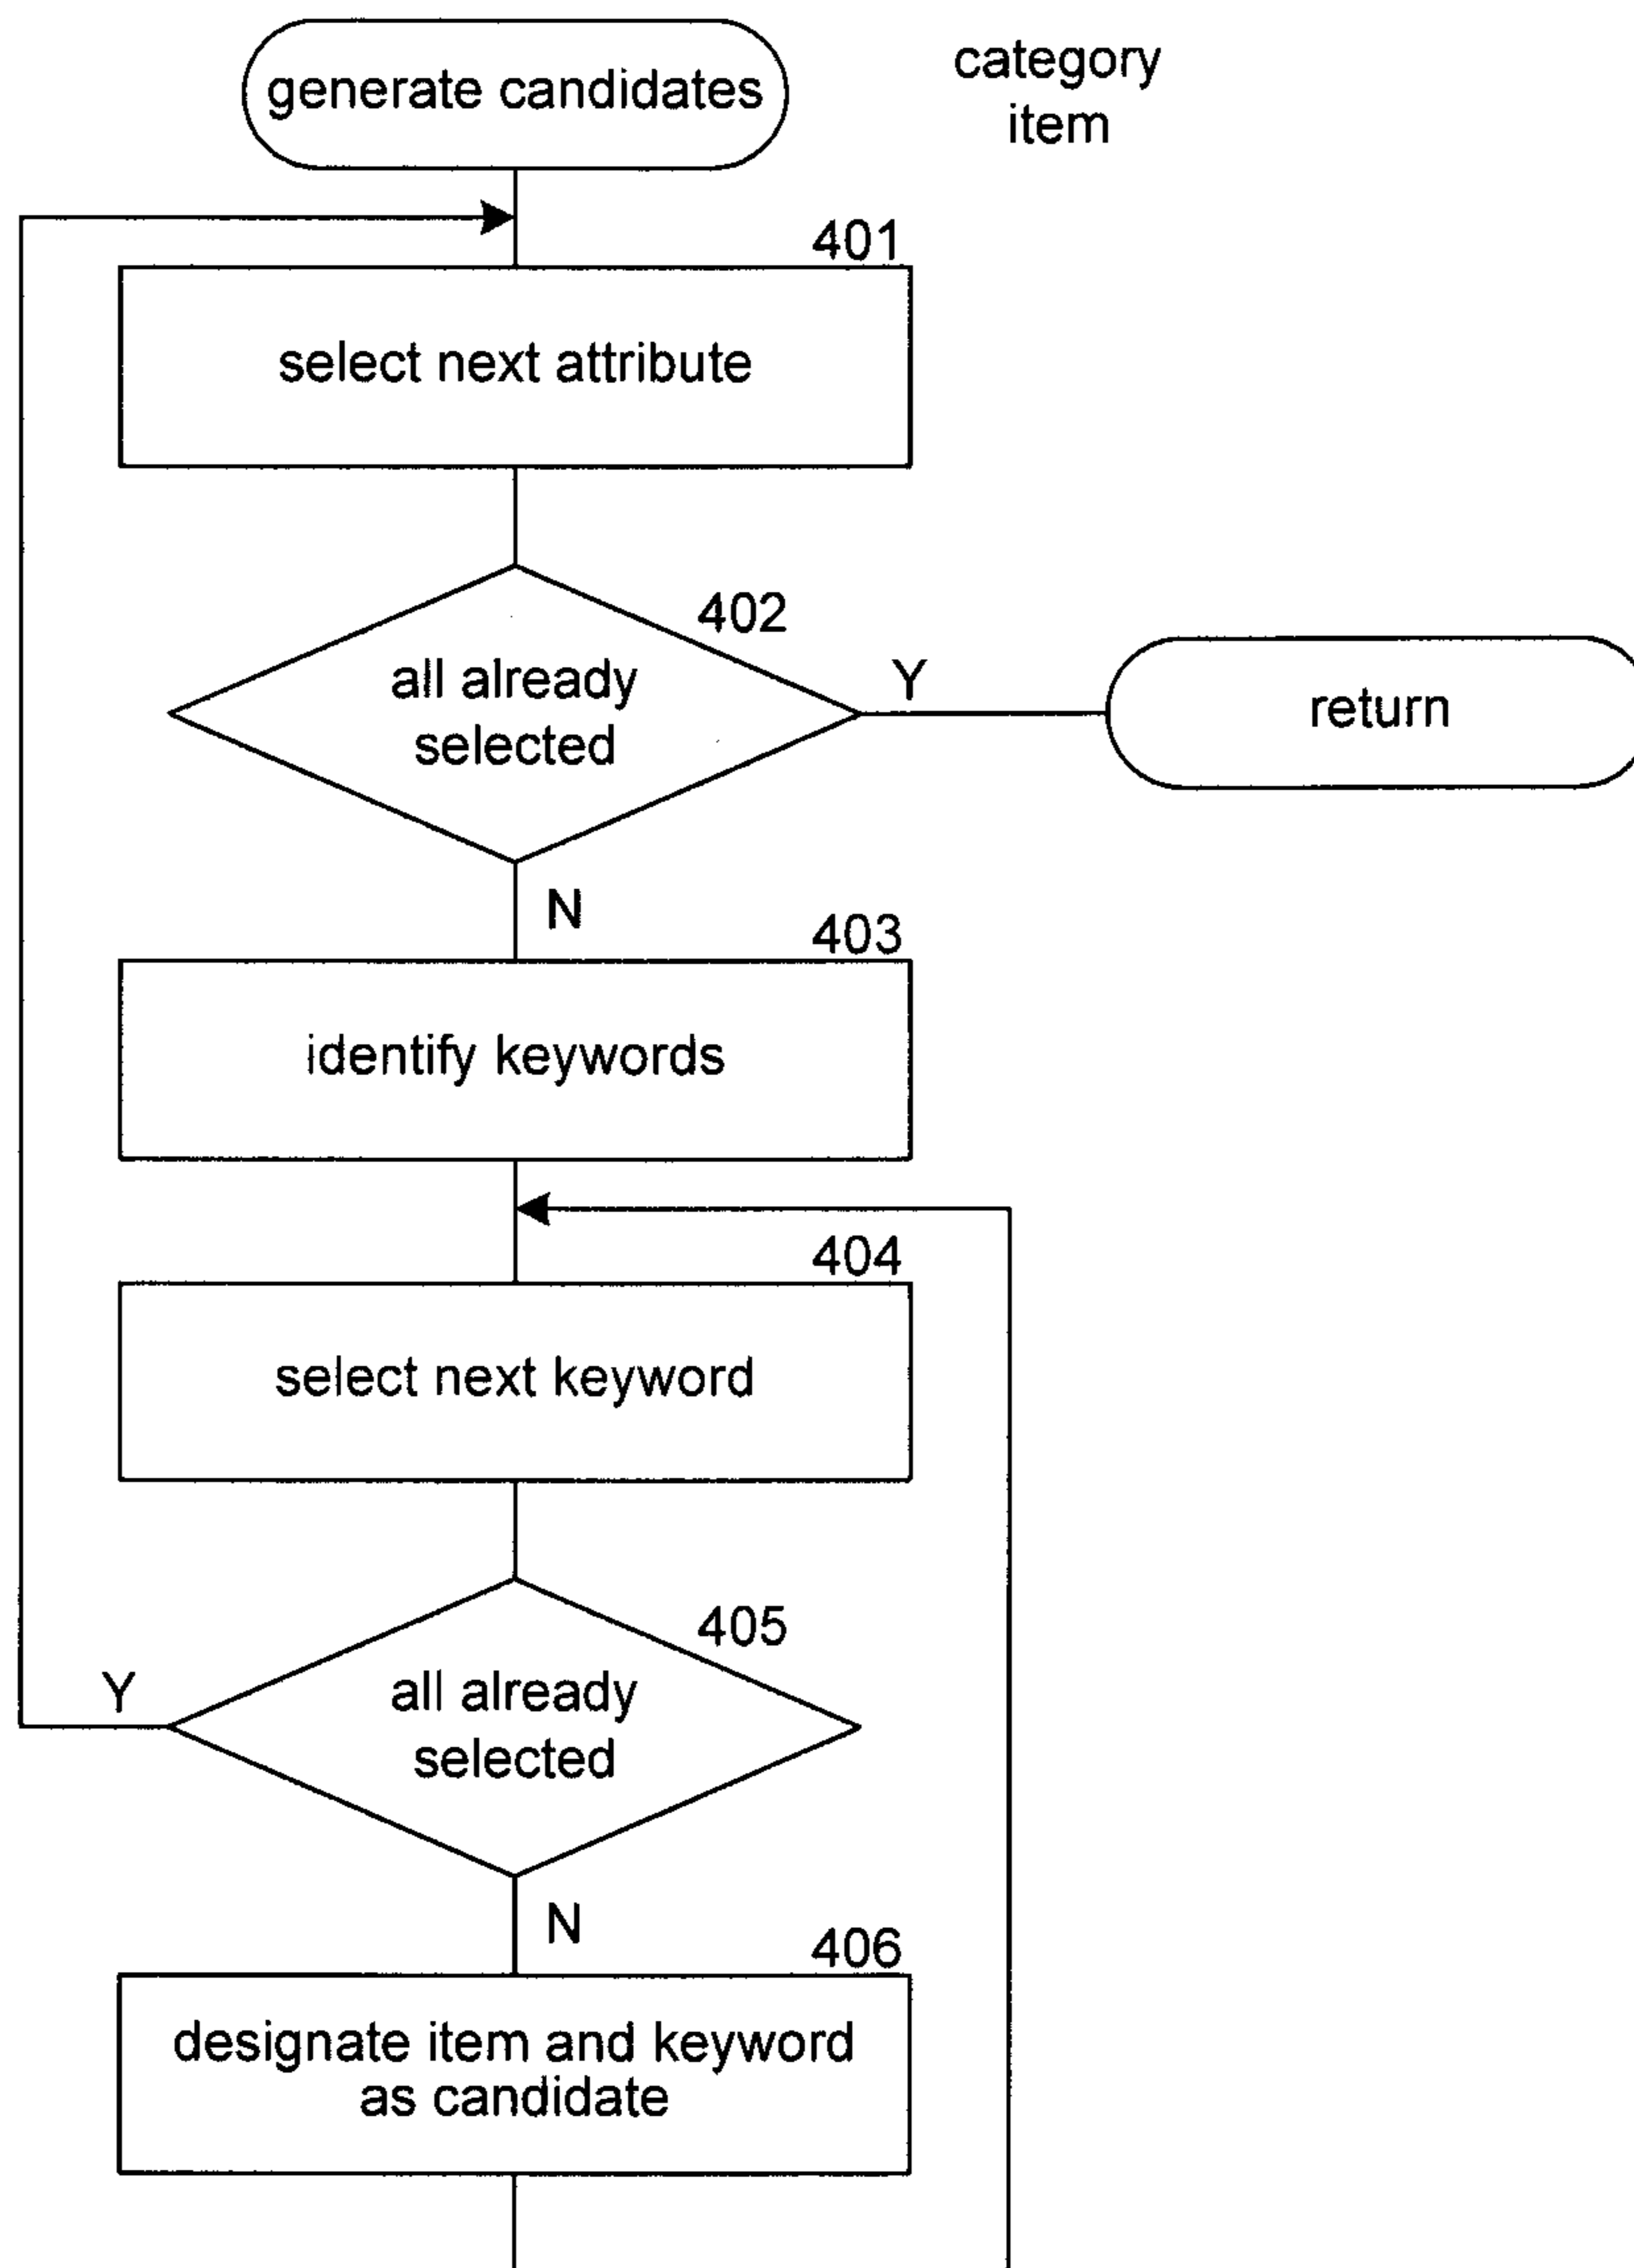 generate candidates
category
item
401
select next attribute
402
all already
selected
Y
return
N
403
identify keywords
404
select next keyword
405
Y
all already
selected
N
406
designate item and keyword
as candidate